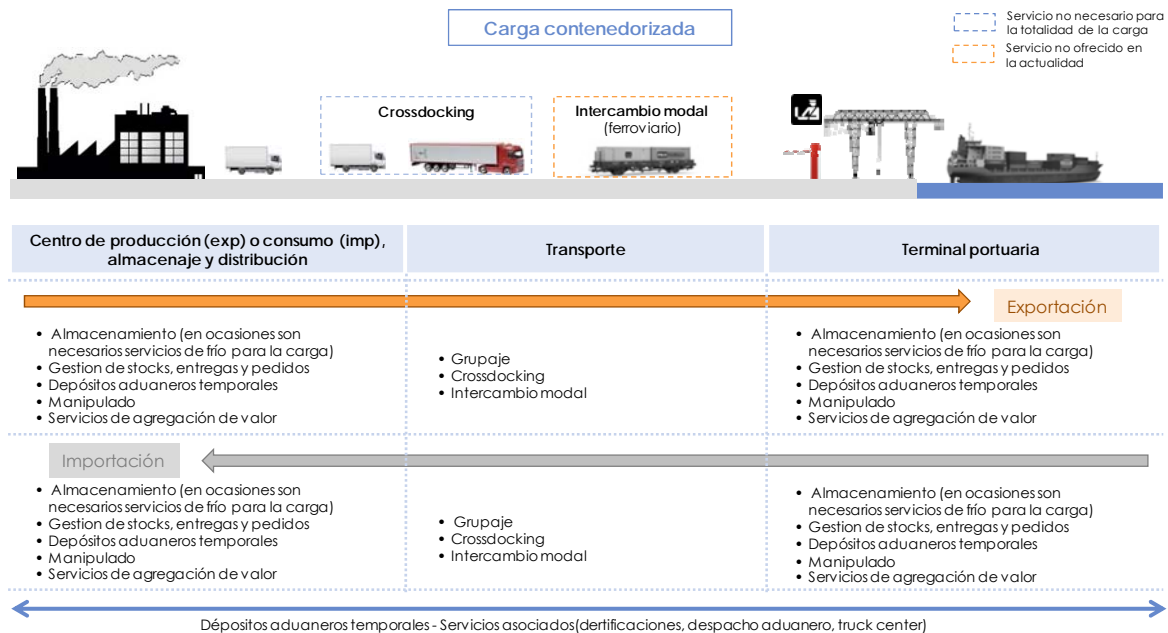 Carga contenedorizada
Servicio no necesario para
la totalidad de la carga
Servicio no ofrecido en
la actualidad
Crossdocking
Intercambio modal
(ferroviario)
Centro de producción (exp) o consumo (imp),
almacenaje y distribución
Transporte
Terminal portuaria
Exportación
• Almacenamiento (en ocasiones son
necesarios servicios de frío para la carga)
• Gestion de stocks, entregas y pedidos
• Depósitos aduaneros temporales
• Manipulado
• Servicios de agregación de valor
• Grupaje
• Crossdocking
• Intercambio modal
• Almacenamiento (en ocasiones son
necesarios servicios de frío para la carga)
• Gestion de stocks, entregas y pedidos
• Depósitos aduaneros temporales
• Manipulado
• Servicios de agregación de valor
Importación
• Almacenamiento (en ocasiones son
necesarios servicios de frío para la carga)
• Gestion de stocks, entregas y pedidos
• Depósitos aduaneros temporales
• Manipulado
• Servicios de agregación de valor
• Grupaje
• Crossdocking
• Intercambio modal
• Almacenamiento (en ocasiones son
necesarios servicios de frío para la carga)
• Gestion de stocks, entregas y pedidos
• Depósitos aduaneros temporales
• Manipulado
• Servicios de agregación de valor
Dépositos aduaneros temporales - Servicios asociados(dertificaciones, despacho aduanero, truck center)